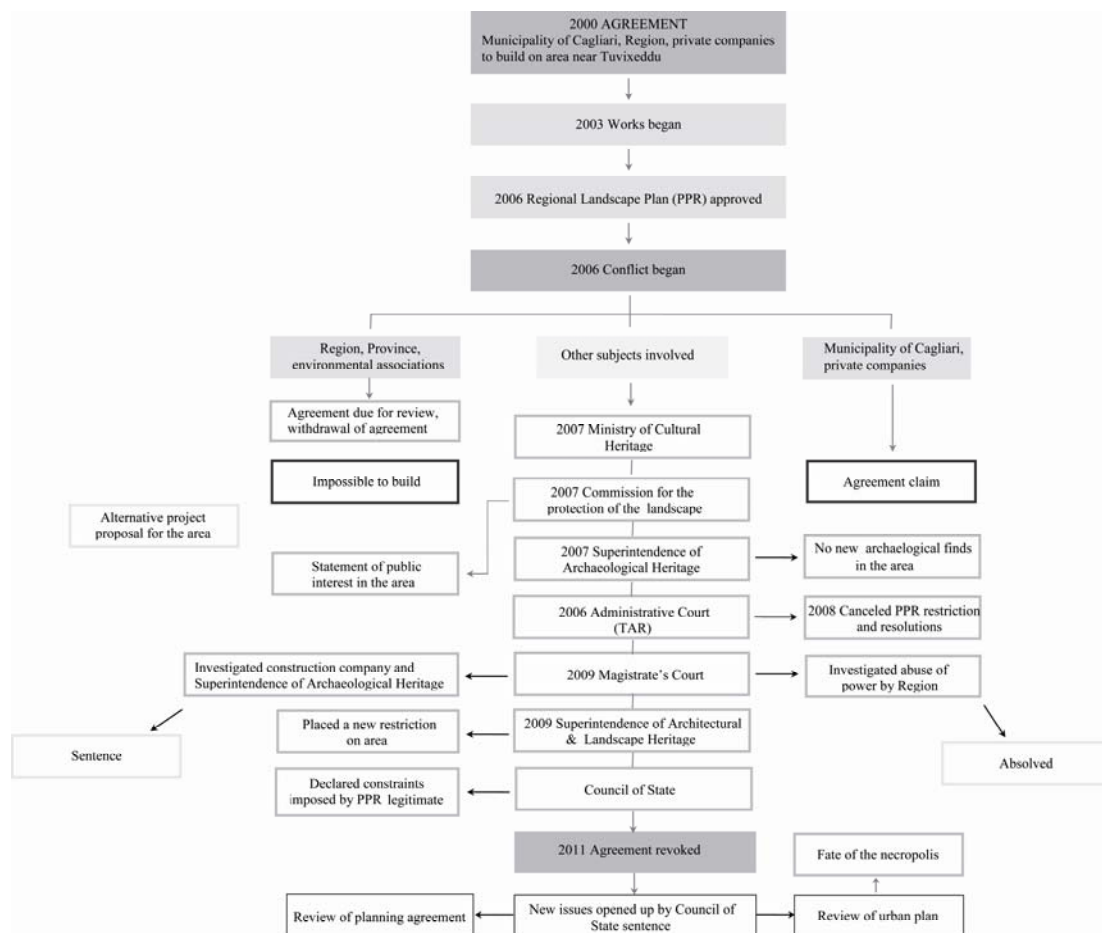 2000 AGREEMENT
Municipality of Cagliari, Region, private companies
to build on area near Tuvixeddu
2003 Works began
2006 Regional Landscape Plan (PPR) approved
2006 Conflict began
Region, Province,
environmental associations
Other subjects involved
Municipality of Cagliari,
private companies
Agreement due for review,
withdrawal of agreement
2007 Ministry of Cultural
Heritage
Impossible to build
Agreement claim
2007 Commission for the
protection of the landscape
Alternative project
proposal for the area
Statement of public
interest in the area
2007 Superintendence of
Archaeological Heritage
No new archaelogical finds
in the area
2006 Administrative Court
(TAR)
2008 Canceled PPR restriction
and resolutions
Investigated construction company and
Superintendence of Archaeological Heritage
2009 Magistrate's Court
Investigated abuse of
power by Region
Placed a new restriction
on area
2009 Superintendence of Architectural
& Landscape Heritage
Sentence
Absolved
Declared constraints
imposed by PPR legitimate
Council of State
2011 Agreement revoked
Fate of the necropolis
Review of planning agreement
New issues opened up by Council of
State sentence
Review of urban plan